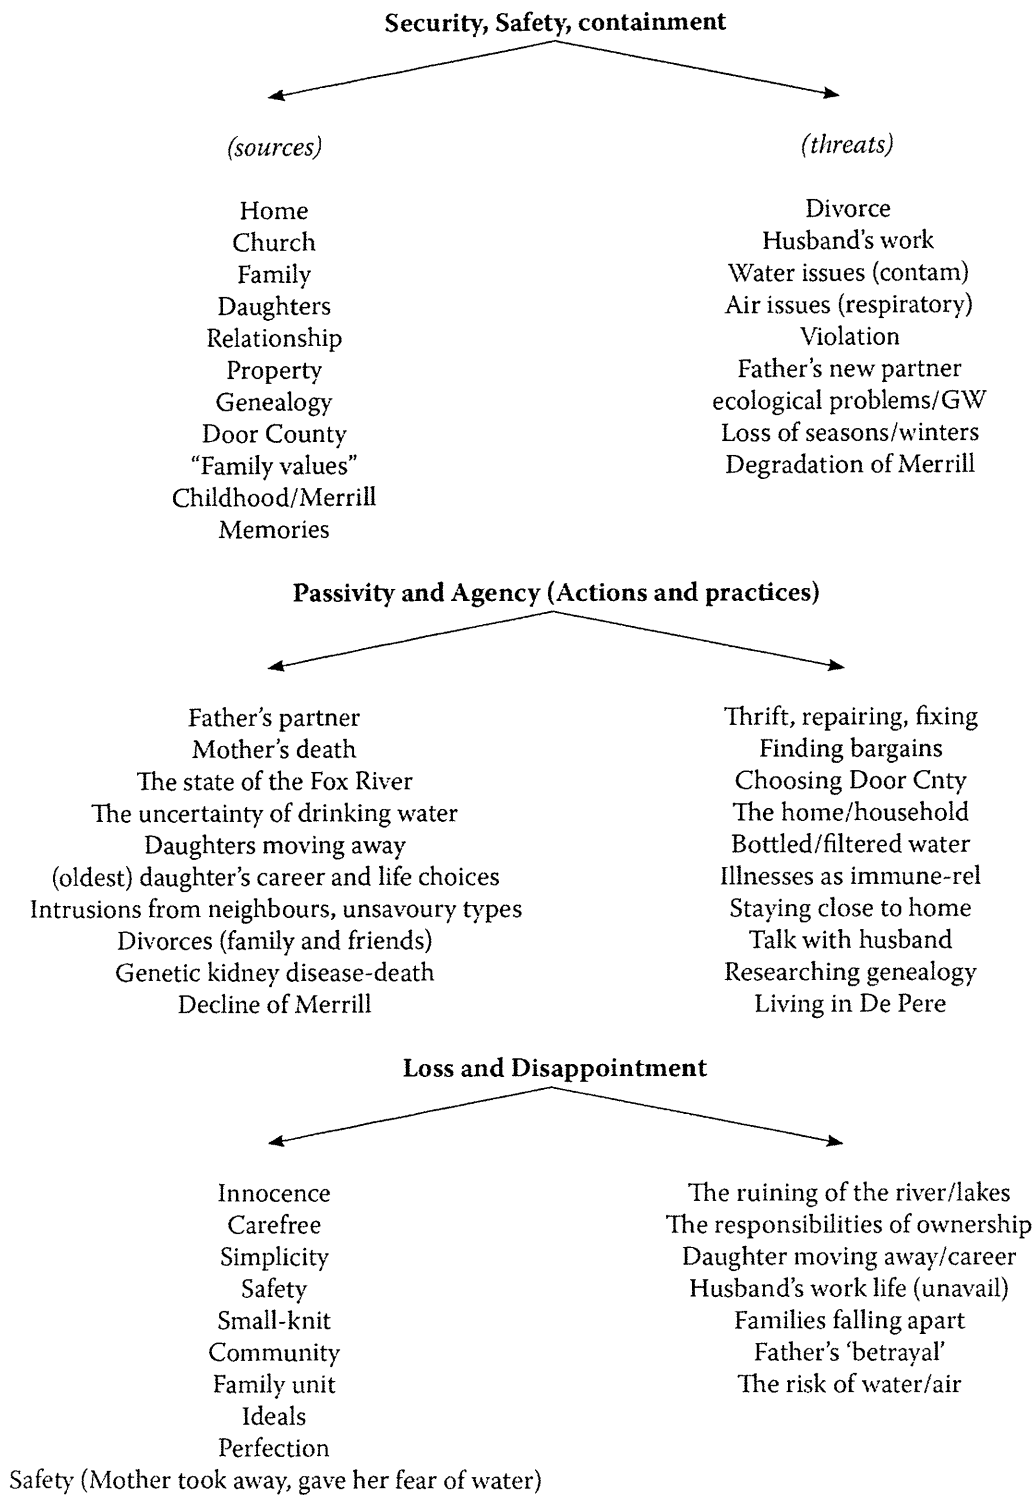 Security, Safety, containment
(sources)
Home
Church
Family
Daughters
Relationship
Property
Genealogy
Door County
“Family values”
Childhood/Merrill
Memories
(threats)
Divorce
Husband’s work
Water issues (contam)
Air issues (respiratory)
Violation
Father’s new partner
ecological problems/GW
Loss of seasons/winters
Degradation of Merrill
Passivity and Agency (Actions and practices)
Father’s partner
Mother’s death
The state of the Fox River
The uncertainty of drinking water
Daughters moving away
(oldest) daughter’s career and life choices
Intrusions from neighbours, unsavoury types
Divorces (family and friends)
Genetic kidney disease-death
Decline of Merrill
Thrift, repairing, fixing
Finding bargains
Choosing Door Cnty
The home/household
Bottled/filtered water
Illnesses as immune-rel
Staying close to home
Talk with husband
Researching genealogy
Living in De Pere
Loss and Disappointment
Innocence
Carefree
Simplicity
Safety
Small-knit
Community
Family unit
Ideals
Perfection
Safety (Mother took away, gave her fear of water)
The ruining of the river/lakes
The responsibilities of ownership
Daughter moving away/career
Husband’s work life (unavail)
Families falling apart
Father’s ‘betrayal’
The risk of water/air